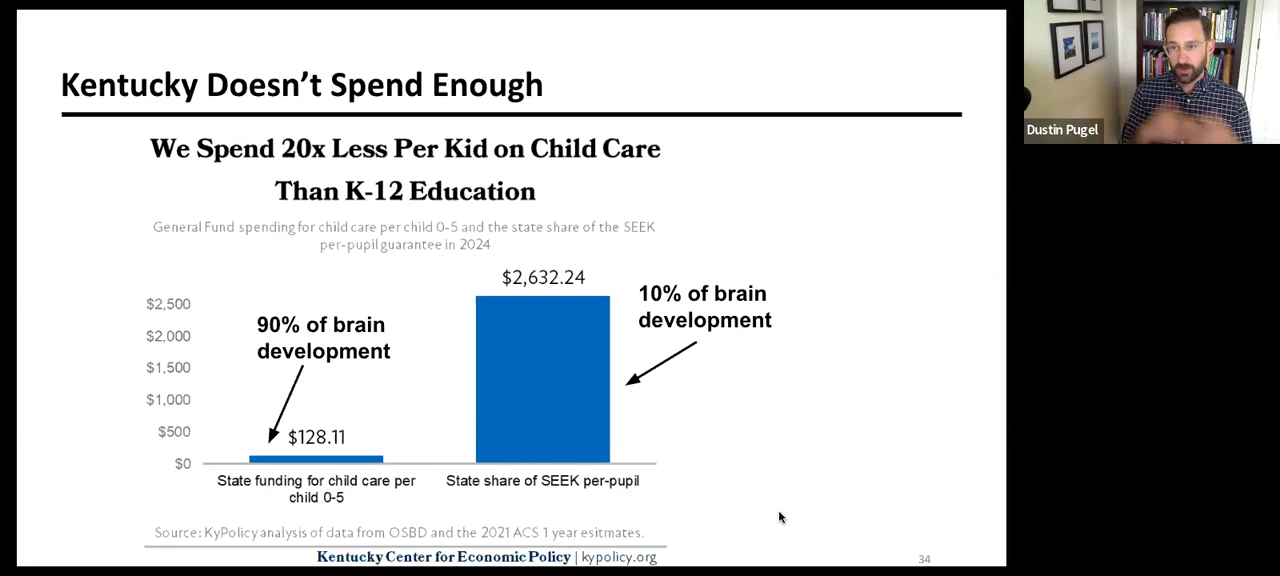 Kentucky Doesn't Spend Enough
We Spend 20x Less Per Kid on Child Care
Than K-12 Education
General Fund spending for child care per child 0-5 and the state share of the SEEK
per-pupil guarantee in 2024
$2,632.24
10% of brain
development
90% of brain
development
$2,500
$2,000
$1,500
$1,000
$500
$0
$128.11
State funding for child care per
child 0-5
State share of SEEK per-pupil
Source: KyPolicy analysis of data from OSBD and the 2021 ACS 1 year esitmates.
Kentucky Center for Economic Policy | kypolicy.org
34
Dustin Pugel